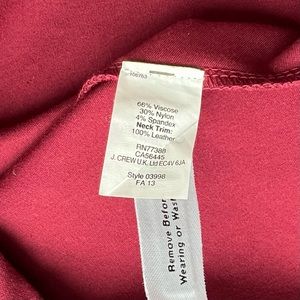 66% Viscose
30% Nylon
4% Spandex
Neck Trim:
100% Leather
RN77388
CA56445
J. CREW U.K. Ltd EC4V 6JA
Style 03998
FA 13
Remove Before
Wearing or Was